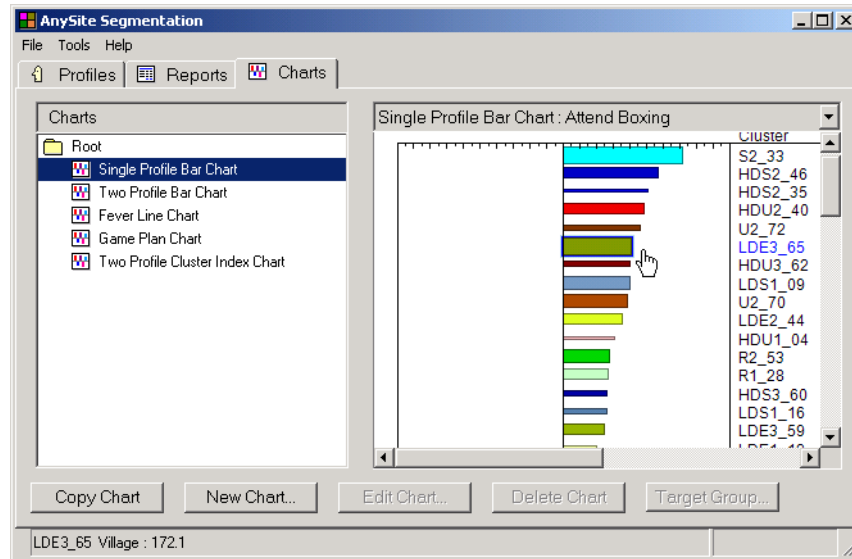 AnySite Segmentation
File Tools Help
Profiles Reports Charts
Charts
Root
Single Profile Bar Chart
Two Profile Bar Chart
Fever Line Chart
Game Plan Chart
Two Profile Cluster Index Chart
Single Profile Bar Chart : Attend Boxing
Cluster
S2_33
HDS2_46
HDS2_35
HDU2_40
U2_72
LDE3_65
HDU3_62
LDS1_09
U2_70
LDE2_44
HDU1_04
R2_53
R1_28
HDS3_60
LDS1_16
LDE3_59
Copy Chart New Chart... Edit Chart... Delete Chart Target Group...
LDE3_65 Village : 172.1